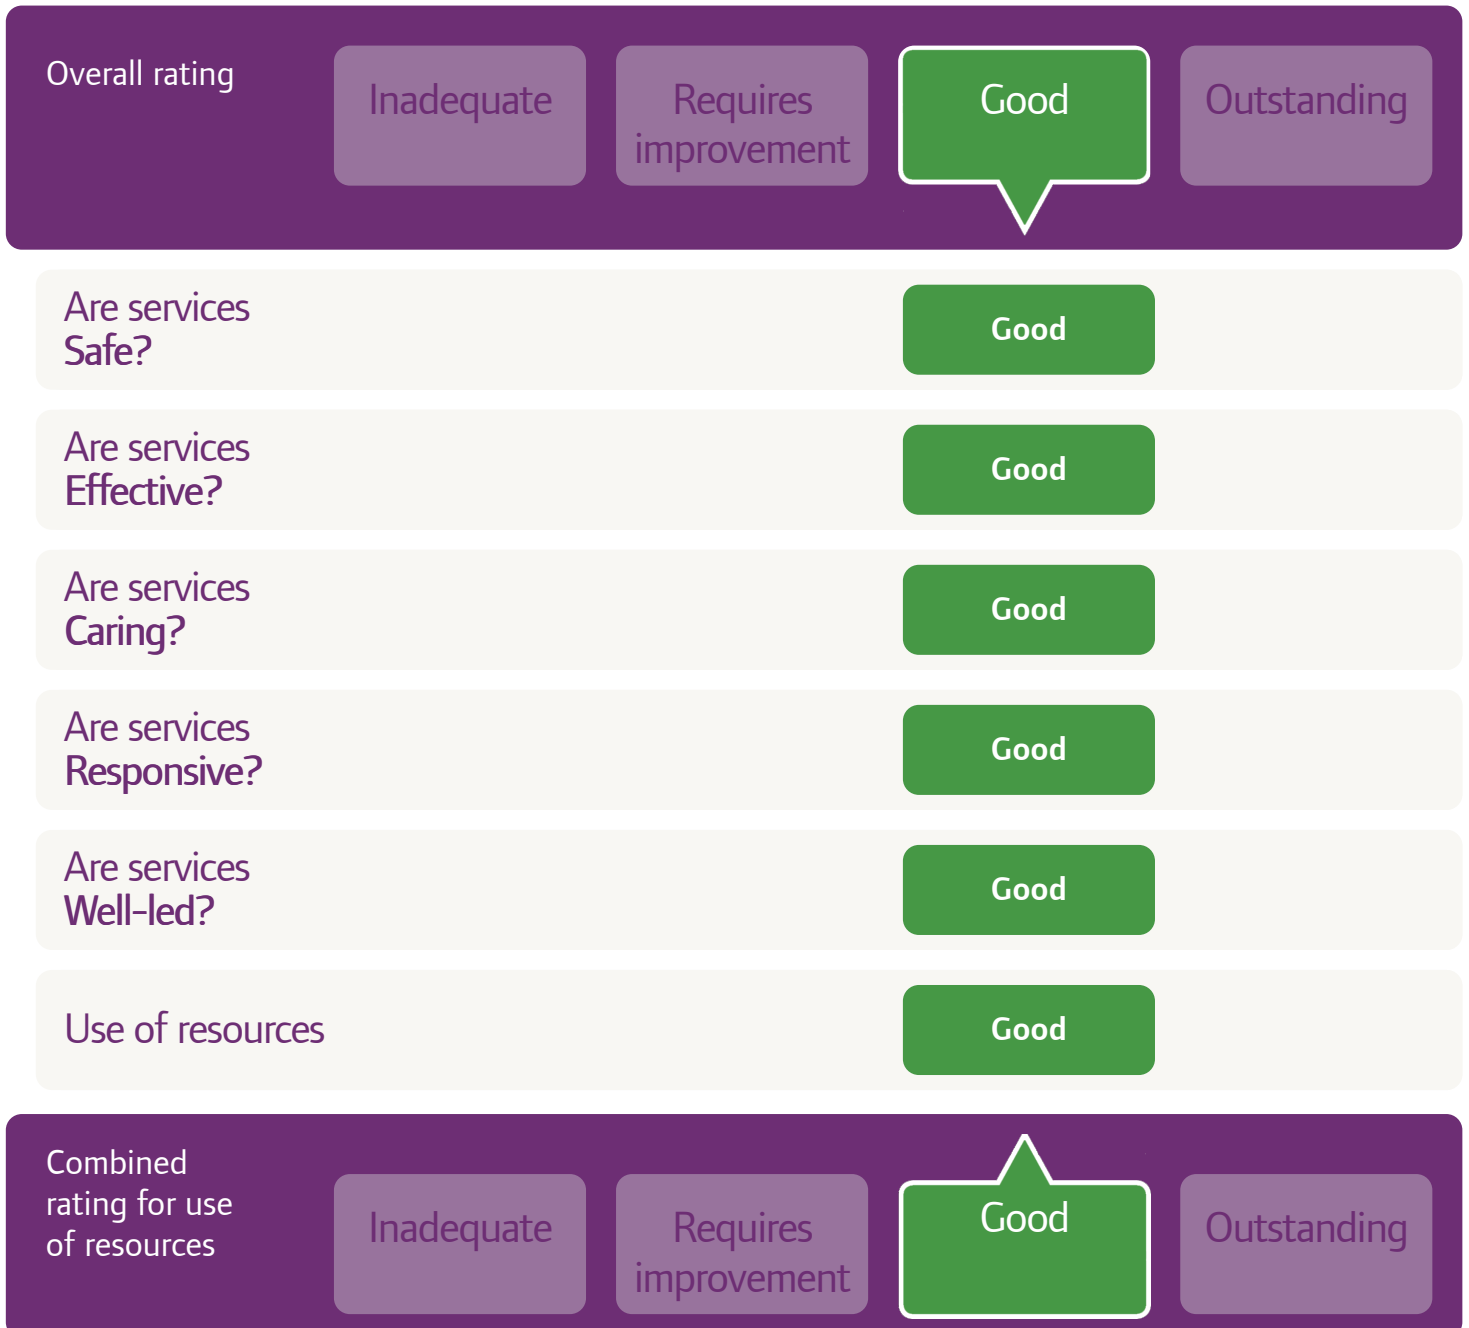 Overall rating
Inadequate
Requires
improvement
Good
Outstanding
Are services
Safe?
Good
Are services
Effective?
Good
Are services
Caring?
Good
Are services
Responsive?
Good
Are services
Well-led?
Good
Use of resources
Good
Combined
rating for use
of resources
Inadequate
Requires
improvement
Good
Outstanding